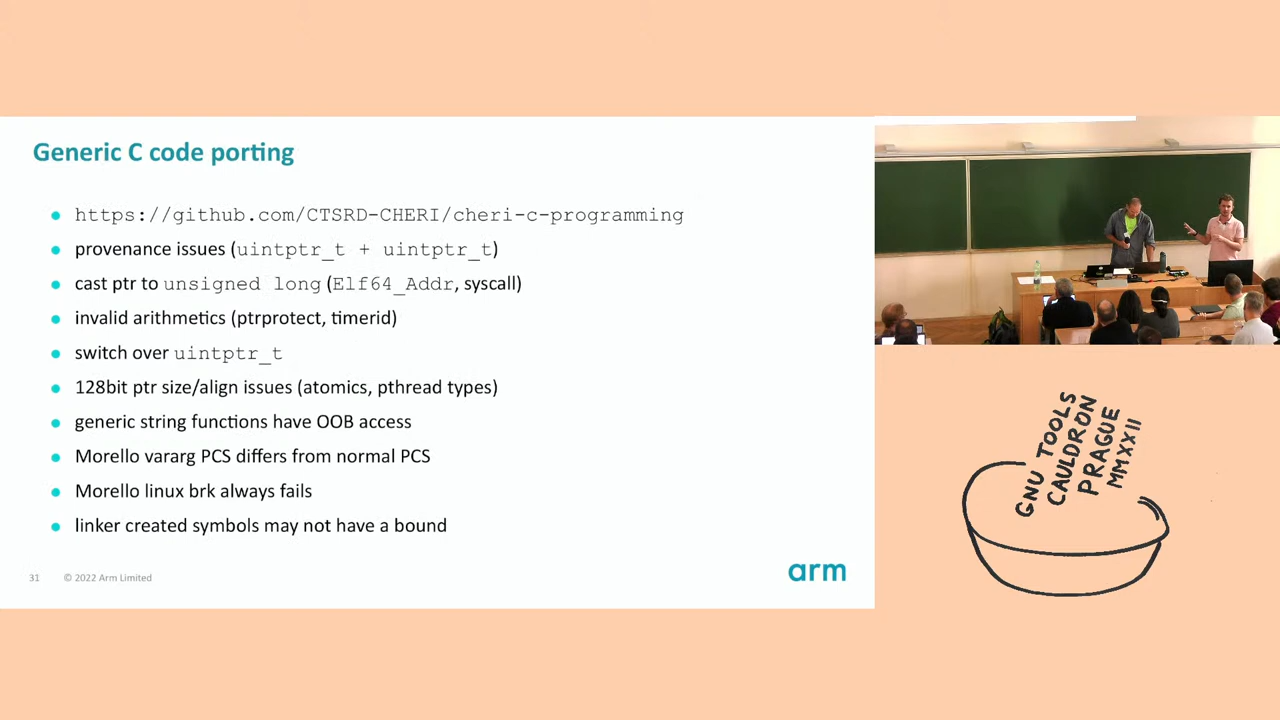 Generic C code porting
https://github.com/CTSRD-CHERI/cheri-c-programming
provenance issues (uintptr_t + uintptr_t)
cast ptr to unsigned long (Elf64_Addr, syscall)
invalid arithmetics (ptrprotect, timerid)
switch over uintptr_t
128bit ptr size/align issues (atomics, pthread types)
generic string functions have OOB access
Morello vararg PCS differs from normal PCS
Morello linux brk always fails
linker created symbols may not have a bound
31 © 2022 Arm Limited
arm
GNU TOOLS
CAULDRON
PRAGUE
MMXXII